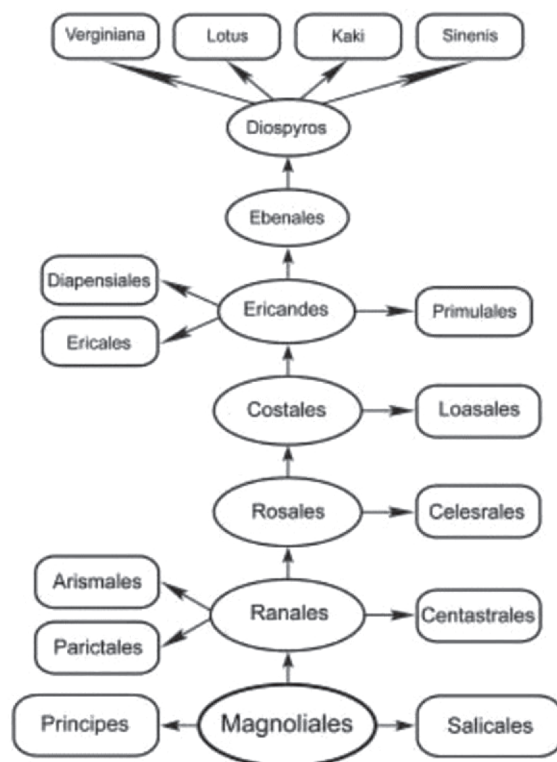 Verginiana
Lotus
Kaki
Sinenis
Diospyros
Ebenales
Diapensiales
Ericandes
Primulales
Ericales
Costales
Loasales
Rosales
Celesrales
Arismales
Ranales
Centastrales
Parictales
Principes
Magnoliales
Salicales